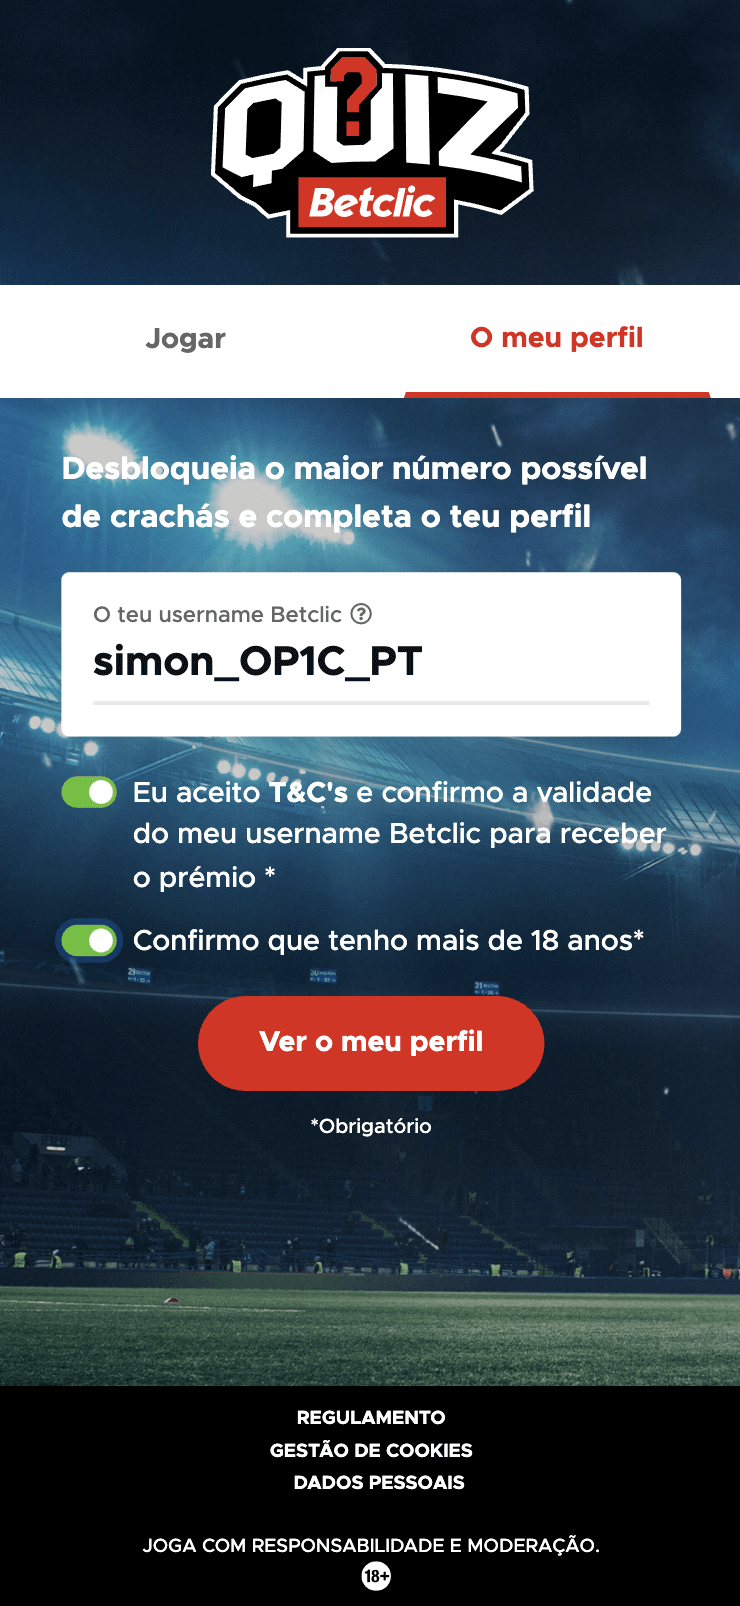 QUIZ
Betclic
Jogar
O meu perfil
Desbloqueia o maior número possível
de crachás e completa o teu perfil
O teu username Betclic ?
simon_OP1C_PT
Eu aceito T&C's e confirmo a validade
do meu username Betclic para receber
o prémio *
Confirmo que tenho mais de 18 anos*
Ver o meu perfil
*Obrigatório
REGULAMENTO
GESTÃO DE COOKIES
DADOS PESSOAIS
JOGA COM RESPONSABILIDADE E MODERAÇÃO.
18+